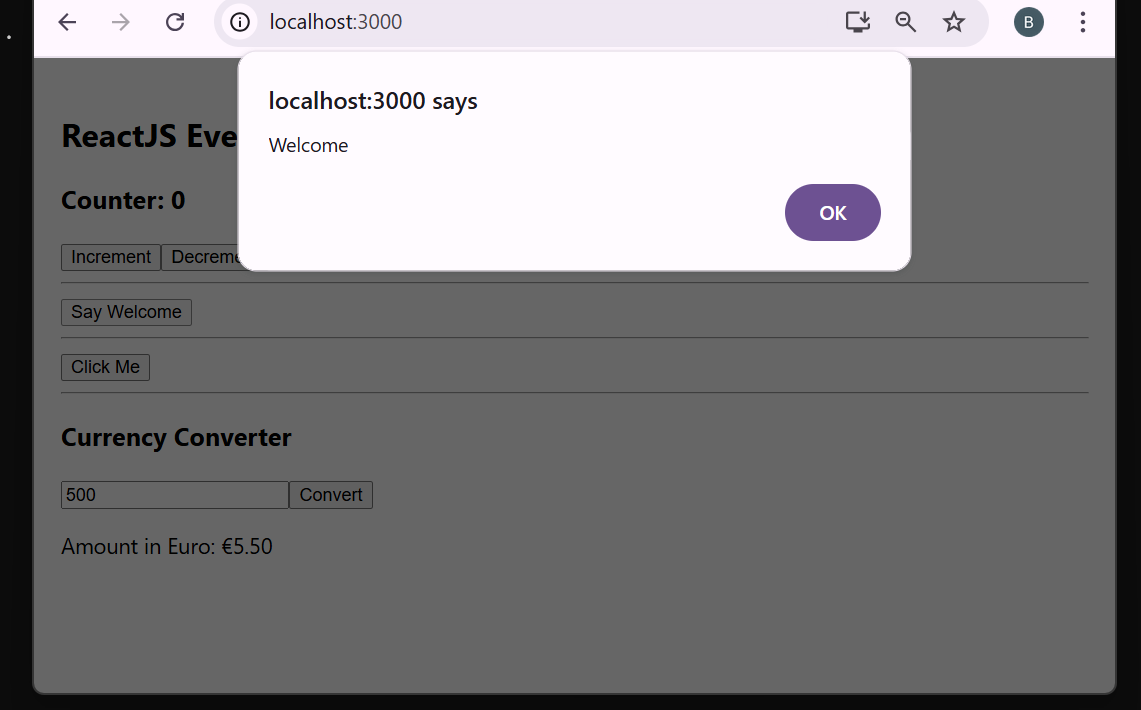 localhost:3000
B
localhost:3000 says
Welcome
OK
ReactJS Eve
Counter: 0
Increment Decreme
Say Welcome
Click Me
Currency Converter
500 Convert
Amount in Euro: €5.50